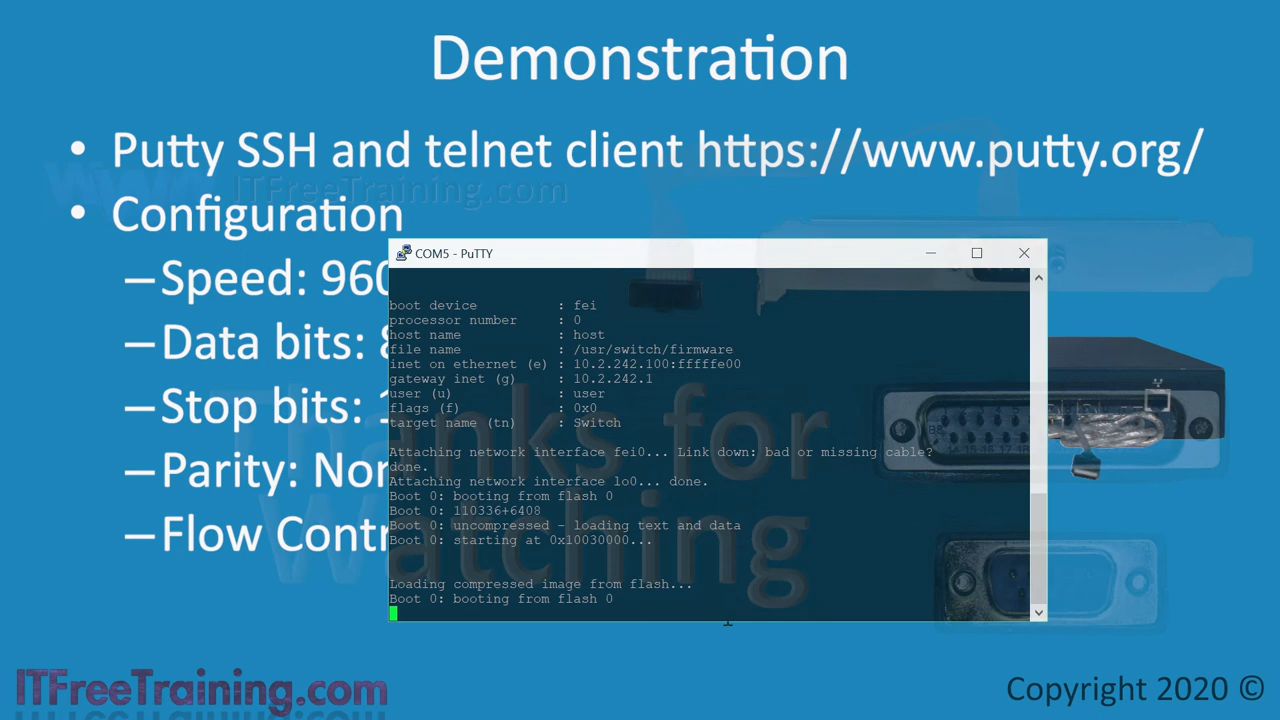 Demonstration
• Putty SSH and telnet client https://www.putty.org/
www.
ITFreeTraining.com
• Configuration
–Speed: 960
–Data bits: 8
–Stop bits: 1
–Parity: Nor
–Flow Contr
COM5 - PuTTY
boot device : fei
processor number : 0
host name : host
file name : /usr/switch/firmware
inet on ethernet (e) : 10.2.242.100:fffffe00
gateway inet (g) : 10.2.242.1
user (u) : user
flags (f) : 0x0
target name (tn) : Switch
Attaching network interface fei0... Link down: bad or missing cable?
done.
Attaching network interface lo0... done.
Boot 0: booting from flash 0
Boot 0: 110336+6408
Boot 0: uncompressed - loading text and data
Boot 0: starting at 0x10030000...
Loading compressed image from flash...
Boot 0: booting from flash 0
Thanks for
Watching
ITFreeTraining.com
Copyright 2020 ©